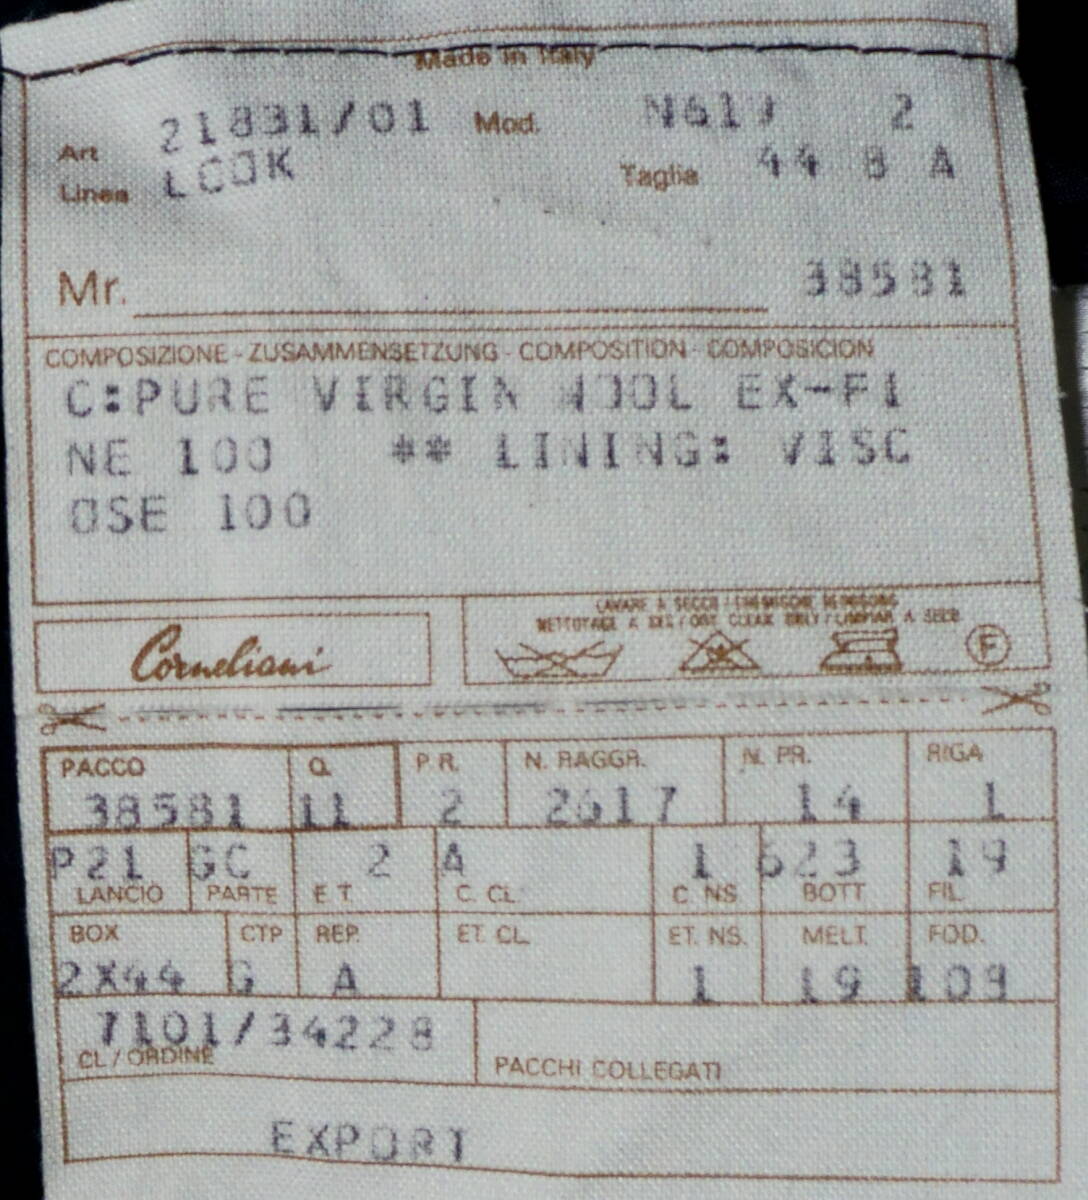 Made in Italy
Art 21831/01 Mod. 2
Linea LCOK Taglia 44 8 A
Mr. 38581
COMPOSIZIONE - ZUSAMMENSETZUNG - COMPOSITION - COMPOSICION
C:PURE VIRGIN WOOL EX-FI
NE 100 ** LINING: VISC
OSE 100
LAVARE A SECCO / CHEMISCHE REINIGUNG
NETTOYAGE A SEC / DRY CLEAN ONLY / LIMPIAR A SECO
Corneliani
F
PACCO Q. P.R. N. RAGGR. N. PR. RIGA
38581 11 2 2617 14 1
P21 GC 2 A 1 623 19
LANCIO PARTE E.T. C. CL. C. NS. BOTT. FIL.
BOX CTP REP. ET. CL. ET. NS. MELT. FOD.
2X44 G A 1 19 109
7101/34228
CL / ORDINE PACCHI COLLEGATI
EXPORT